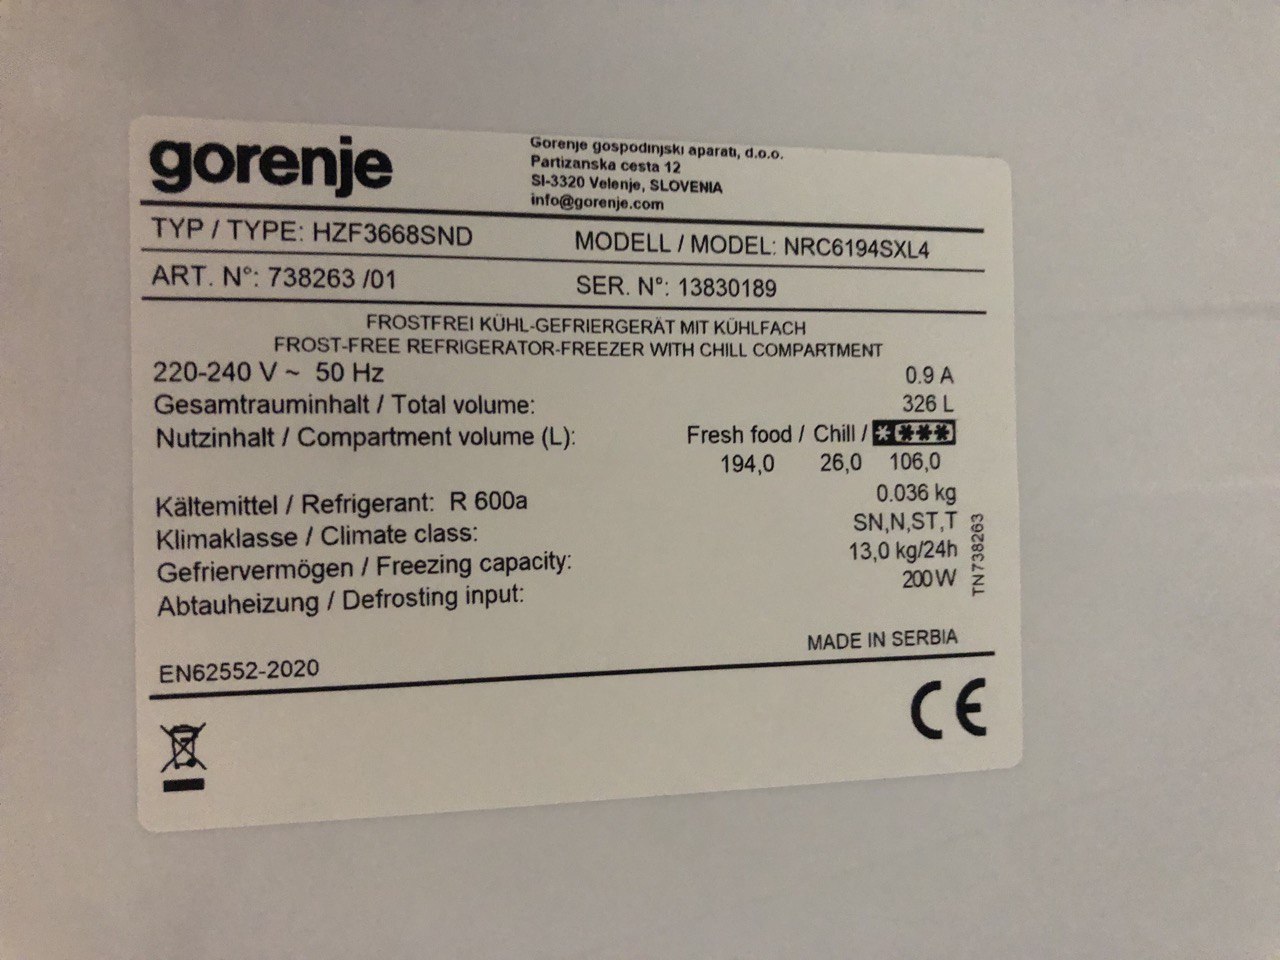 gorenje
Gorenje gospodinjski aparati, d.o.o.
Partizanska cesta 12
SI-3320 Velenje, SLOVENIA
info@gorenje.com
TYP / TYPE: HZF3668SND MODELL / MODEL: NRC6194SXL4
ART. N°: 738263 /01 SER. N°: 13830189
FROSTFREI KÜHL-GEFRIERGERÄT MIT KÜHLFACH
FROST-FREE REFRIGERATOR-FREEZER WITH CHILL COMPARTMENT
220-240 V ~ 50 Hz 0.9 A
Gesamtrauminhalt / Total volume: 326 L
Nutzinhalt / Compartment volume (L): Fresh food / Chill / ****
194,0 26,0 106,0
Kältemittel / Refrigerant: R 600a 0.036 kg
Klimaklasse / Climate class: SN,N,ST,T
Gefriervermögen / Freezing capacity: 13,0 kg/24h
Abtauheizung / Defrosting input: 200 W
TN738263
MADE IN SERBIA
EN62552-2020
CE